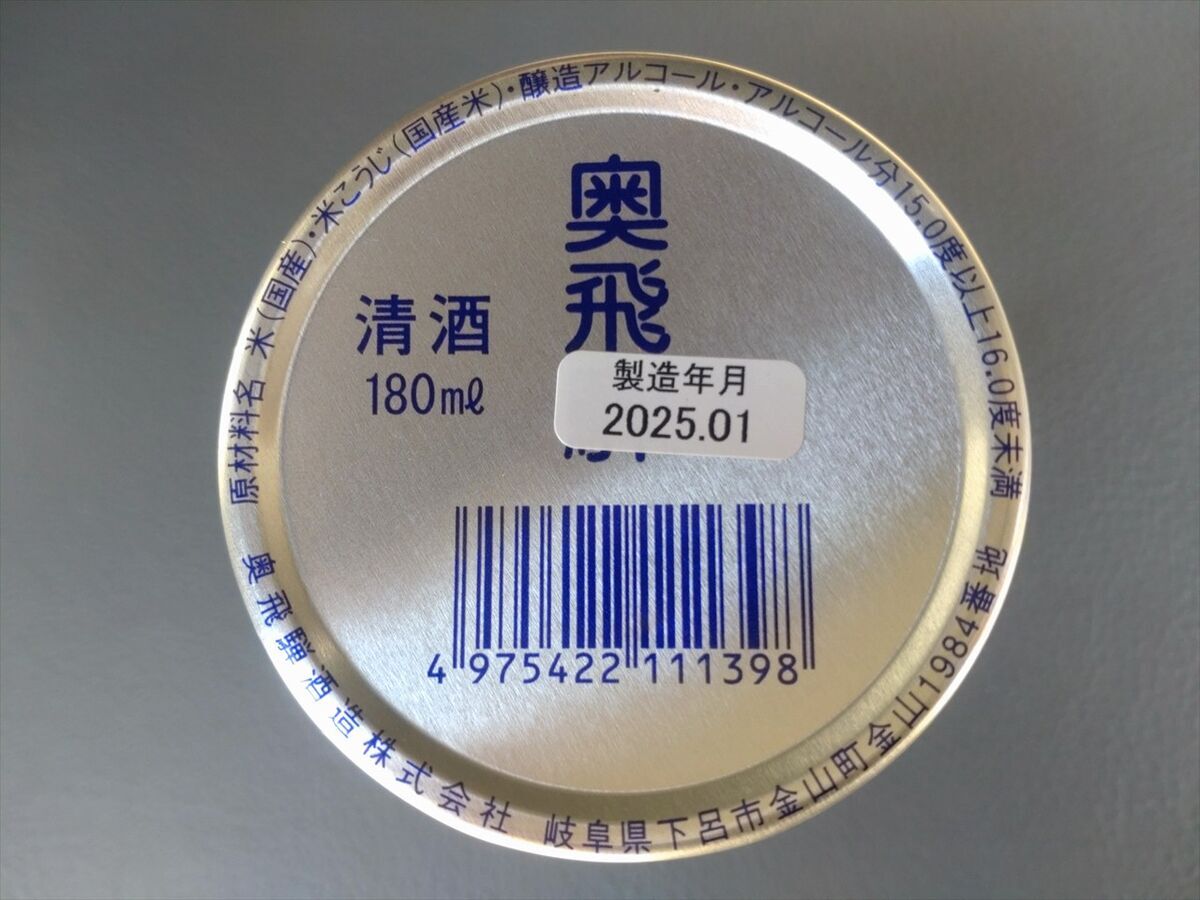 原材料名 米(国産)・米こうじ(国産米)・醸造アルコール・アルコール分15.0度以上16.0度未満
奥飛
清酒
180mℓ
製造年月
2025.01
4 975422 111398
奥飛騨酒造株式会社 岐阜県下呂市金山町金山1984番地